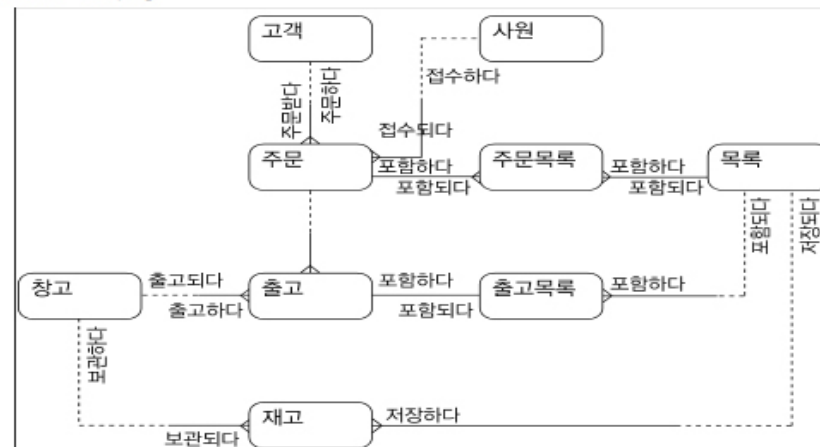 고객
사원
주문받다
주문하다
접수하다
접수되다
주문
포함하다
포함되다
주문목록
포함하다
포함되다
목록
포함되다
저장되다
창고
출고되다
출고하다
출고
포함하다
포함되다
출고목록
포함하다
보관하다
재고
저장하다
보관되다